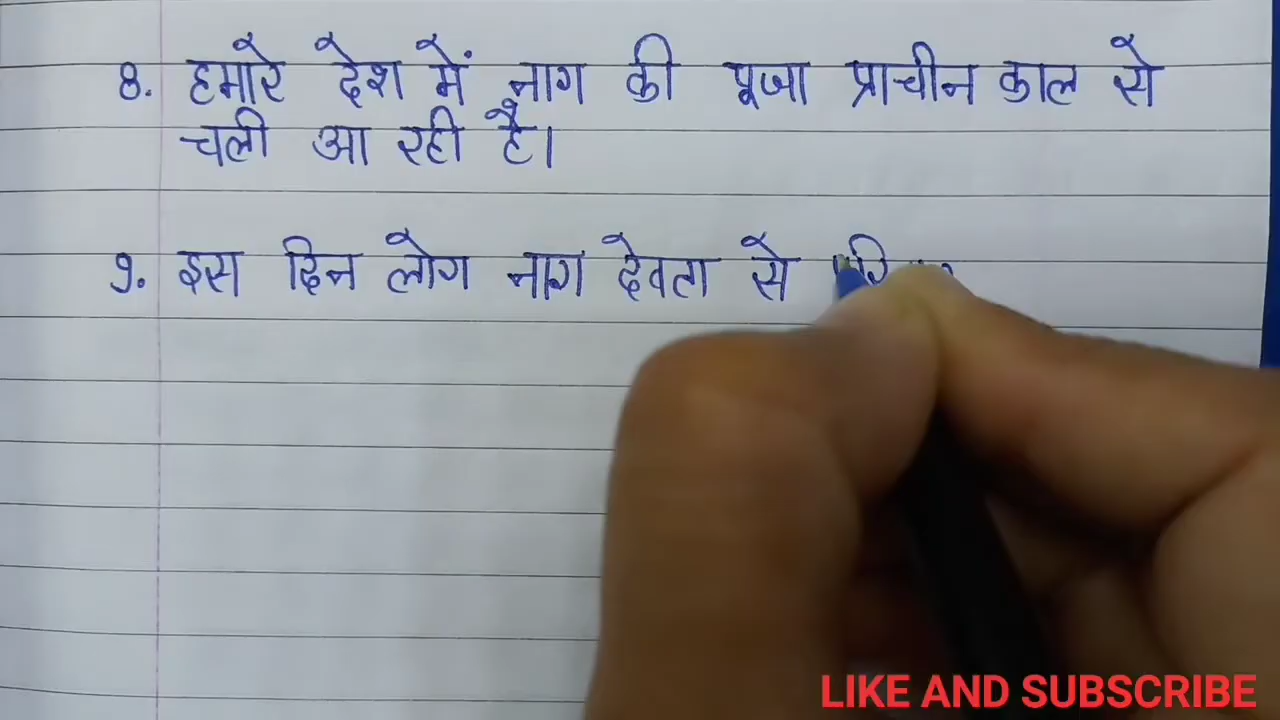 8. हमारे देश में नाग की पूजा प्राचीन काल से
चली आ रही है।
9. इस दिन लोग नाग देवता से
LIKE AND SUBSCRIBE